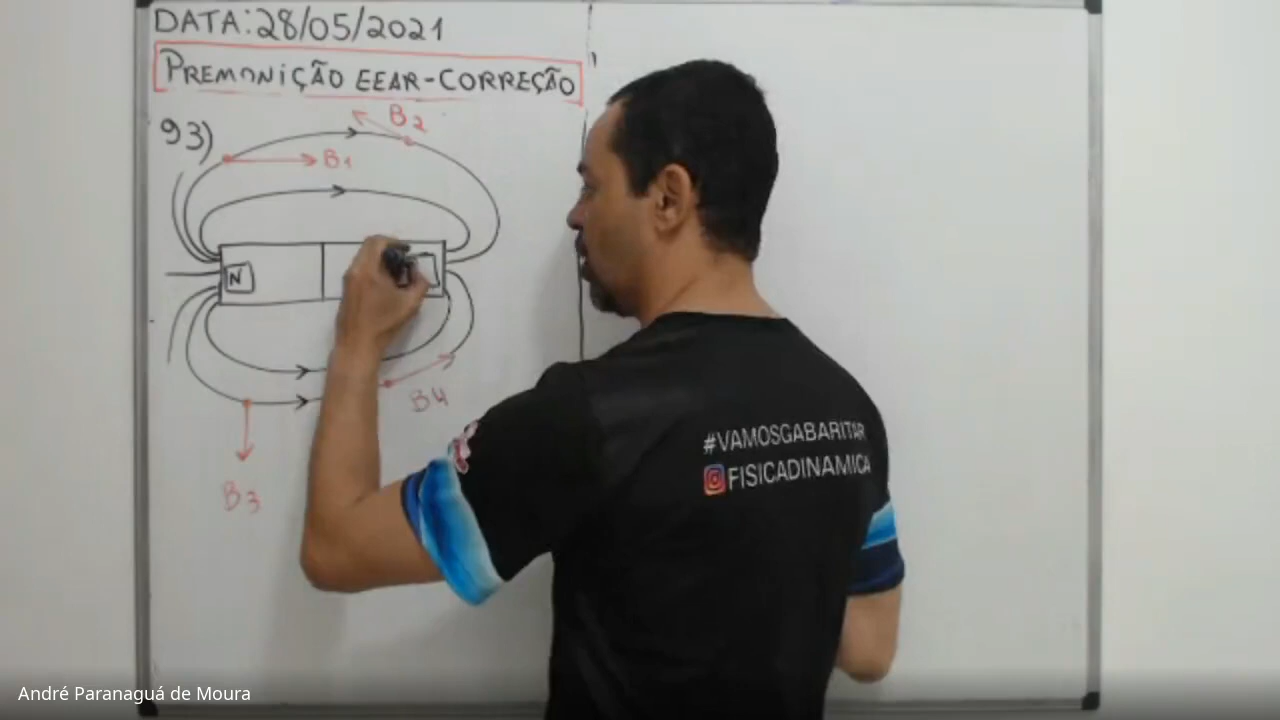 DATA: 28/05/2021
PREMONIÇÃO EEAR-CORREÇÃO
93)
B2
B1
N
B4
B3
#VAMOSGABARITAR
FISICADINAMICA
André Paranaguá de Moura